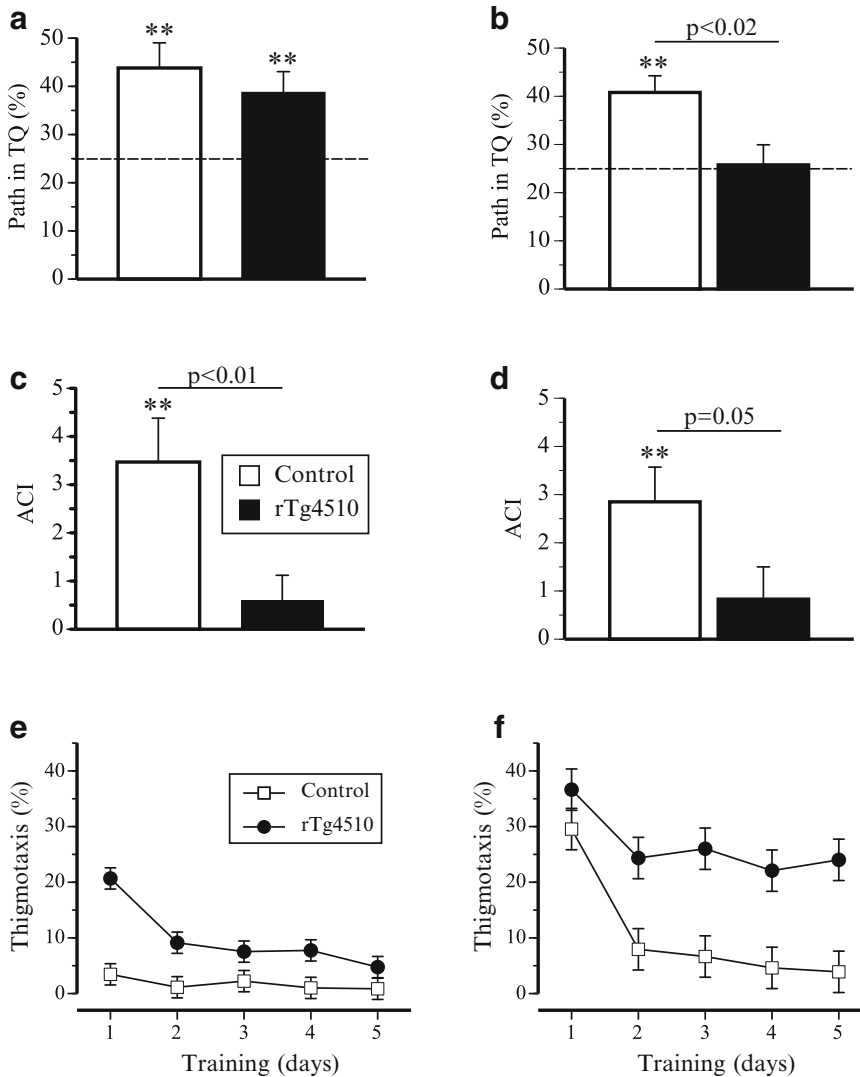 a
Path in TQ (%)
50
40
30
20
10
0
**
**
b
Path in TQ (%)
50
40
30
20
10
0
p<0.02
**
c
ACI
5
4
3
2
1
0
p<0.01
**
Control
rTg4510
d
ACI
5
4
3
2
1
0
p=0.05
**
e
Thigmotaxis (%)
40
30
20
10
0
Control
rTg4510
1 2 3 4 5
Training (days)
f
Thigmotaxis (%)
40
30
20
10
0
1 2 3 4 5
Training (days)